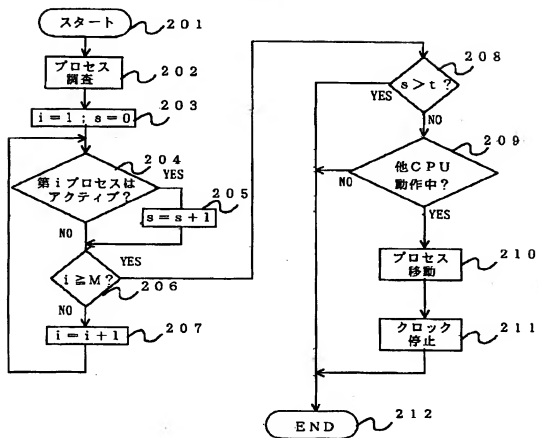 スタート
201
プロセス
調査
202
i=1;s=0
203
第iプロセスは
アクティブ?
204
YES
NO
s=s+1
205
i≧M?
YES
206
NO
i=i+1
207
s>t?
208
YES
NO
他CPU
動作中?
209
NO
YES
プロセス
移動
210
クロック
停止
211
END
212